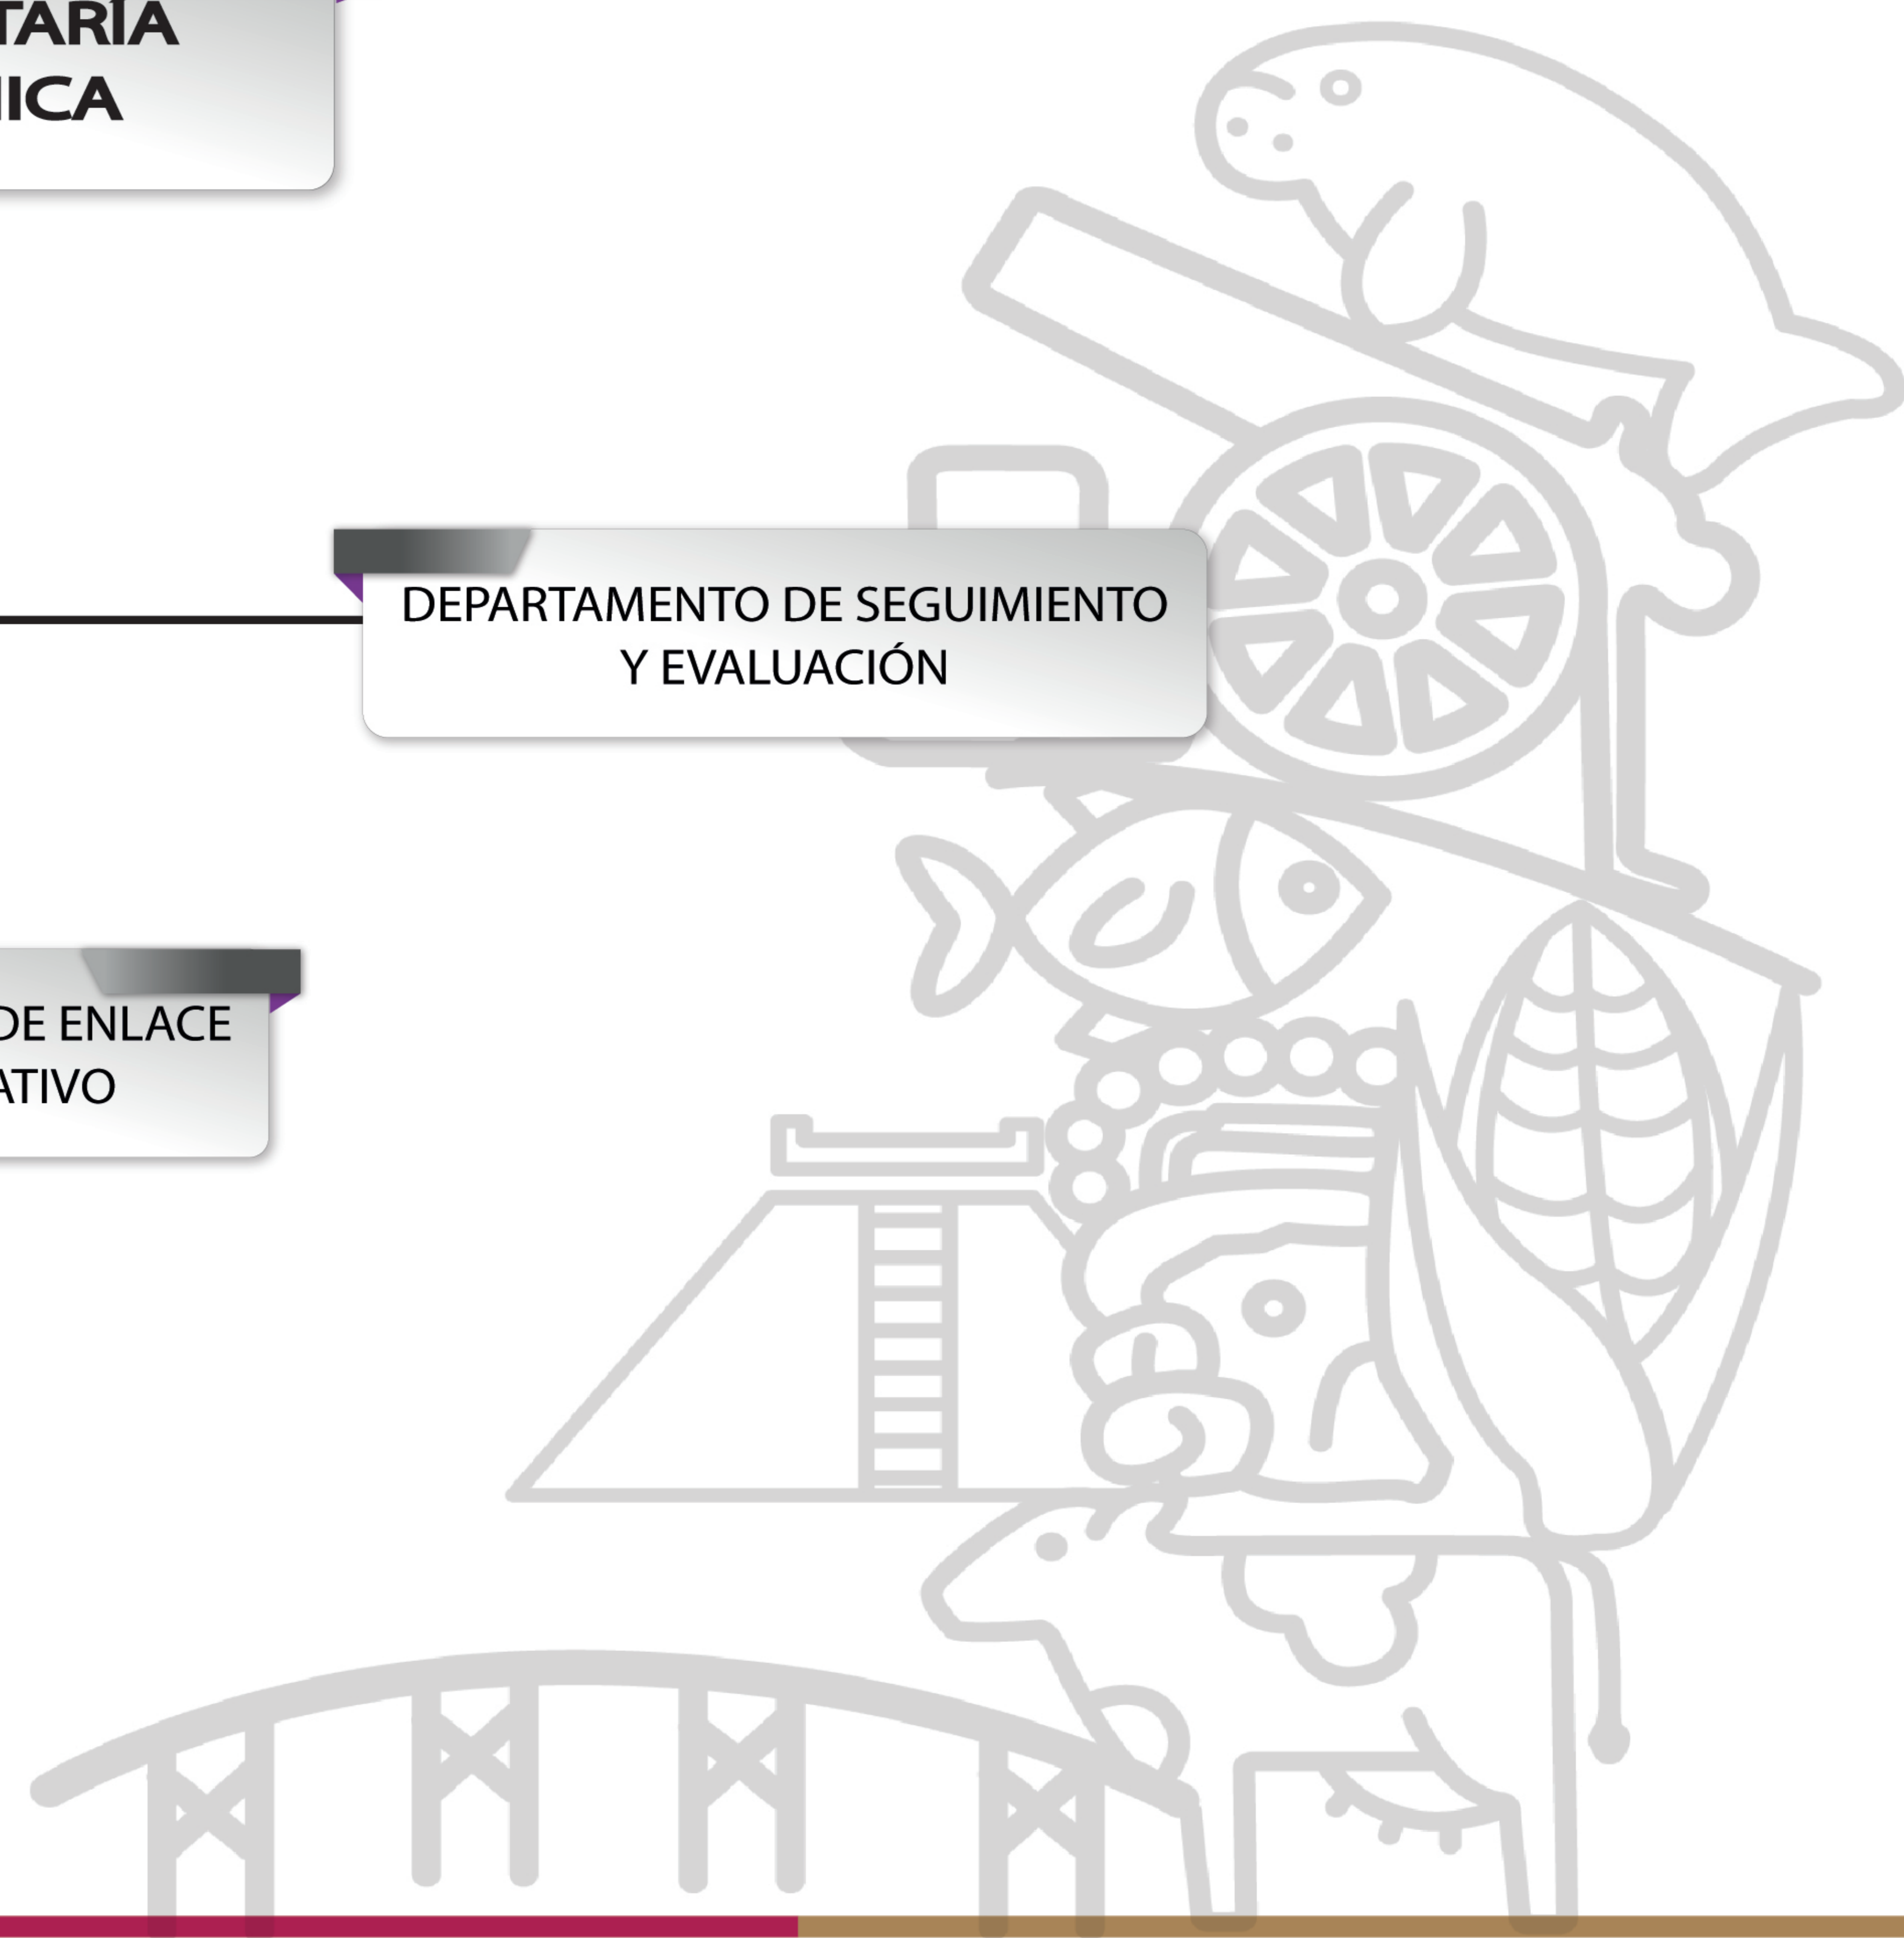 TARÍA
ICA
DEPARTAMENTO DE SEGUIMIENTO
Y EVALUACIÓN
DE ENLACE
ATIVO